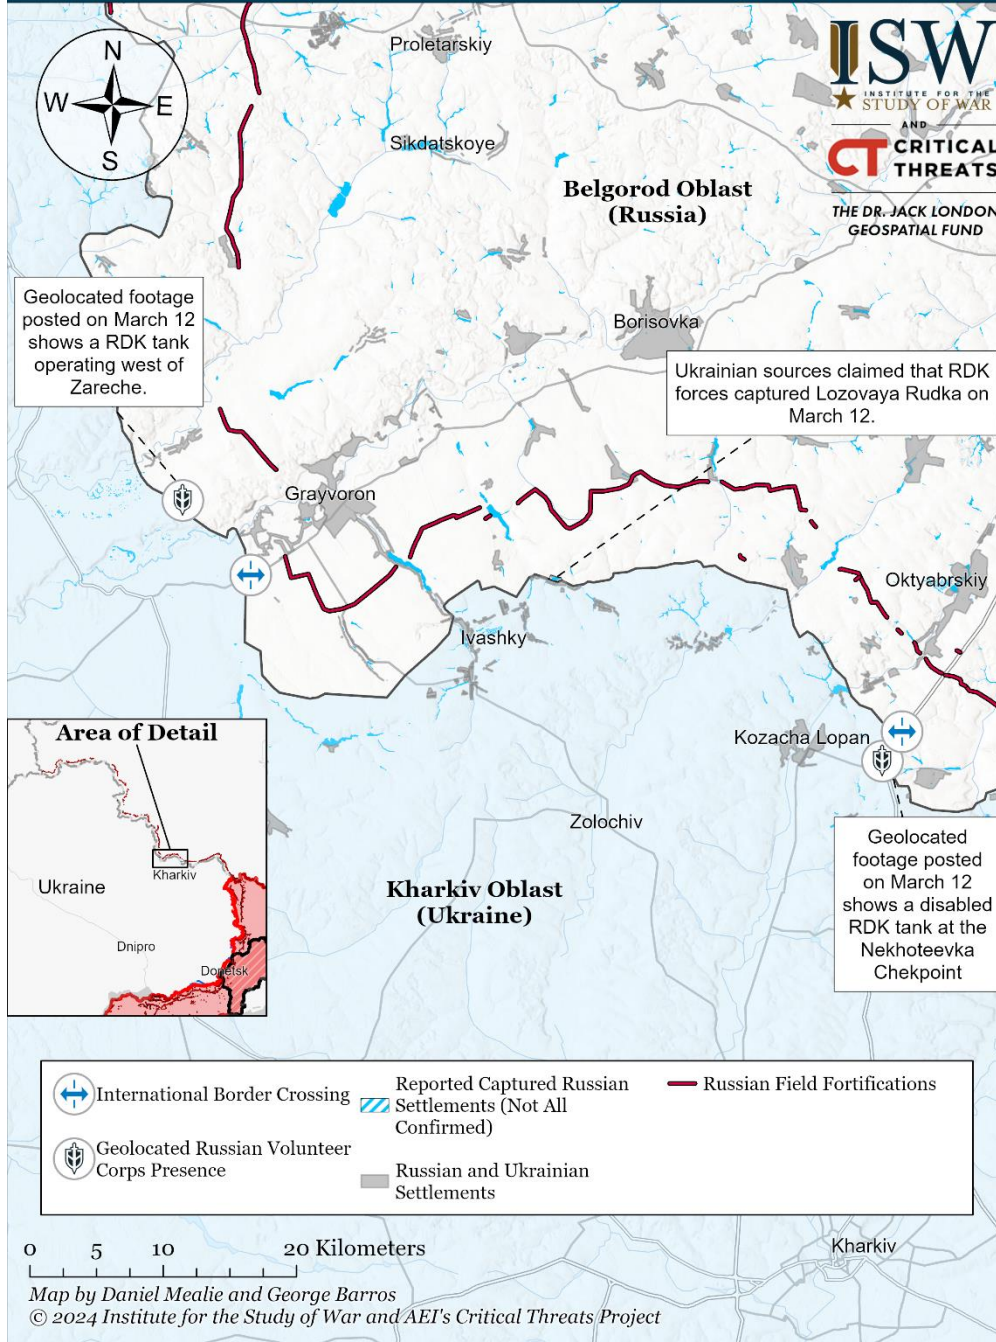 N
W
E
S
Proletarskiy
ISW
INSTITUTE FOR THE
STUDY OF WAR
AND
CT CRITICAL
THREATS
THE DR. JACK LONDON
GEOSPATIAL FUND
Sikdatskoye
Belgorod Oblast
(Russia)
Geolocated footage
posted on March 12
shows a RDK tank
operating west of
Zareche.
Borisovka
Ukrainian sources claimed that RDK
forces captured Lozovaya Rudka on
March 12.
Grayvoron
Oktyabrskiy
Ivashky
Area of Detail
Kharkiv
Ukraine
Dnipro
Donetsk
Kozacha Lopan
Zolochiv
Kharkiv Oblast
(Ukraine)
Geolocated
footage posted
on March 12
shows a disabled
RDK tank at the
Nekhoteevka
Chekpoint
International Border Crossing
Geolocated Russian Volunteer
Corps Presence
Reported Captured Russian
Settlements (Not All
Confirmed)
Russian and Ukrainian
Settlements
Russian Field Fortifications
0 5 10 20 Kilometers
Kharkiv
Map by Daniel Mealie and George Barros
© 2024 Institute for the Study of War and AEI's Critical Threats Project